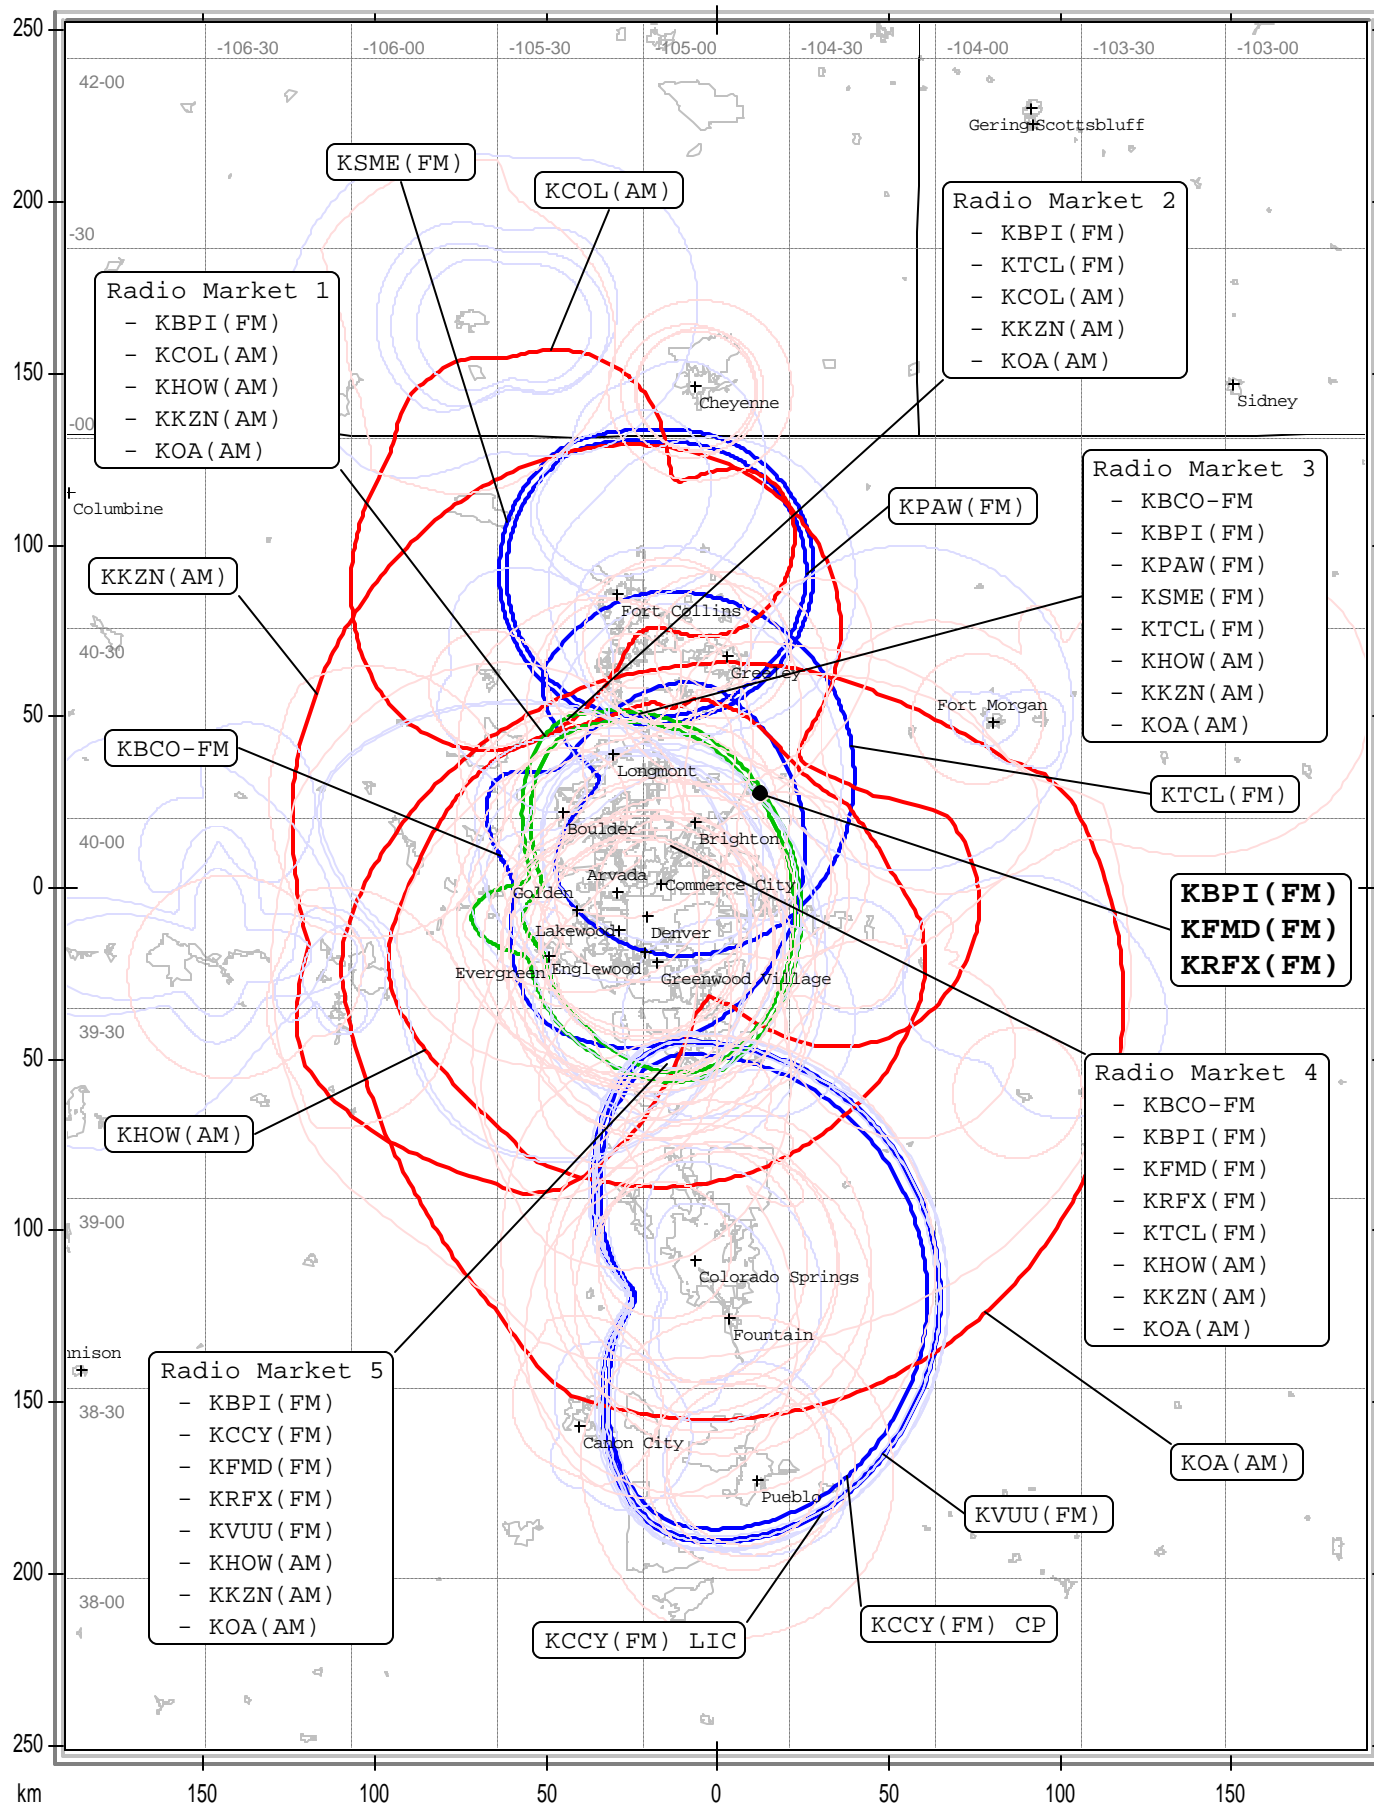 250
-106-30
-106-00
-105-30
-105-00
-104-30
-104-00
-103-30
-103-00
42-00
Gering
Scottsbluff
KSME(FM)
KCOL(AM)
200
Radio Market 2
- KBPI(FM)
- KTCL(FM)
- KCOL(AM)
- KKZN(AM)
- KOA(AM)
-30
Radio Market 1
- KBPI(FM)
- KCOL(AM)
- KHOW(AM)
- KKZN(AM)
- KOA(AM)
150
Cheyenne
Sidney
-00
Radio Market 3
- KBCO-FM
- KBPI(FM)
- KPAW(FM)
- KSME(FM)
- KTCL(FM)
- KHOW(AM)
- KKZN(AM)
- KOA(AM)
Columbine
KPAW(FM)
100
KKZN(AM)
Fort Collins
40-30
Greeley
Fort Morgan
50
KBCO-FM
Longmont
KTCL(FM)
Boulder
Brighton
40-00
Arvada
Commerce City
0
Golden
KBPI(FM)
KFMD(FM)
KRFX(FM)
Lakewood
Denver
Evergreen
Englewood
Greenwood Village
39-30
50
Radio Market 4
- KBCO-FM
- KBPI(FM)
- KFMD(FM)
- KRFX(FM)
- KTCL(FM)
- KHOW(AM)
- KKZN(AM)
- KOA(AM)
KHOW(AM)
100
39-00
Colorado Springs
Fountain
nnison
Radio Market 5
- KBPI(FM)
- KCCY(FM)
- KFMD(FM)
- KRFX(FM)
- KVUU(FM)
- KHOW(AM)
- KKZN(AM)
- KOA(AM)
150
38-30
Canon City
KOA(AM)
Pueblo
KVUU(FM)
200
38-00
KCCY(FM) LIC
KCCY(FM) CP
250
km
150
100
50
0
50
100
150